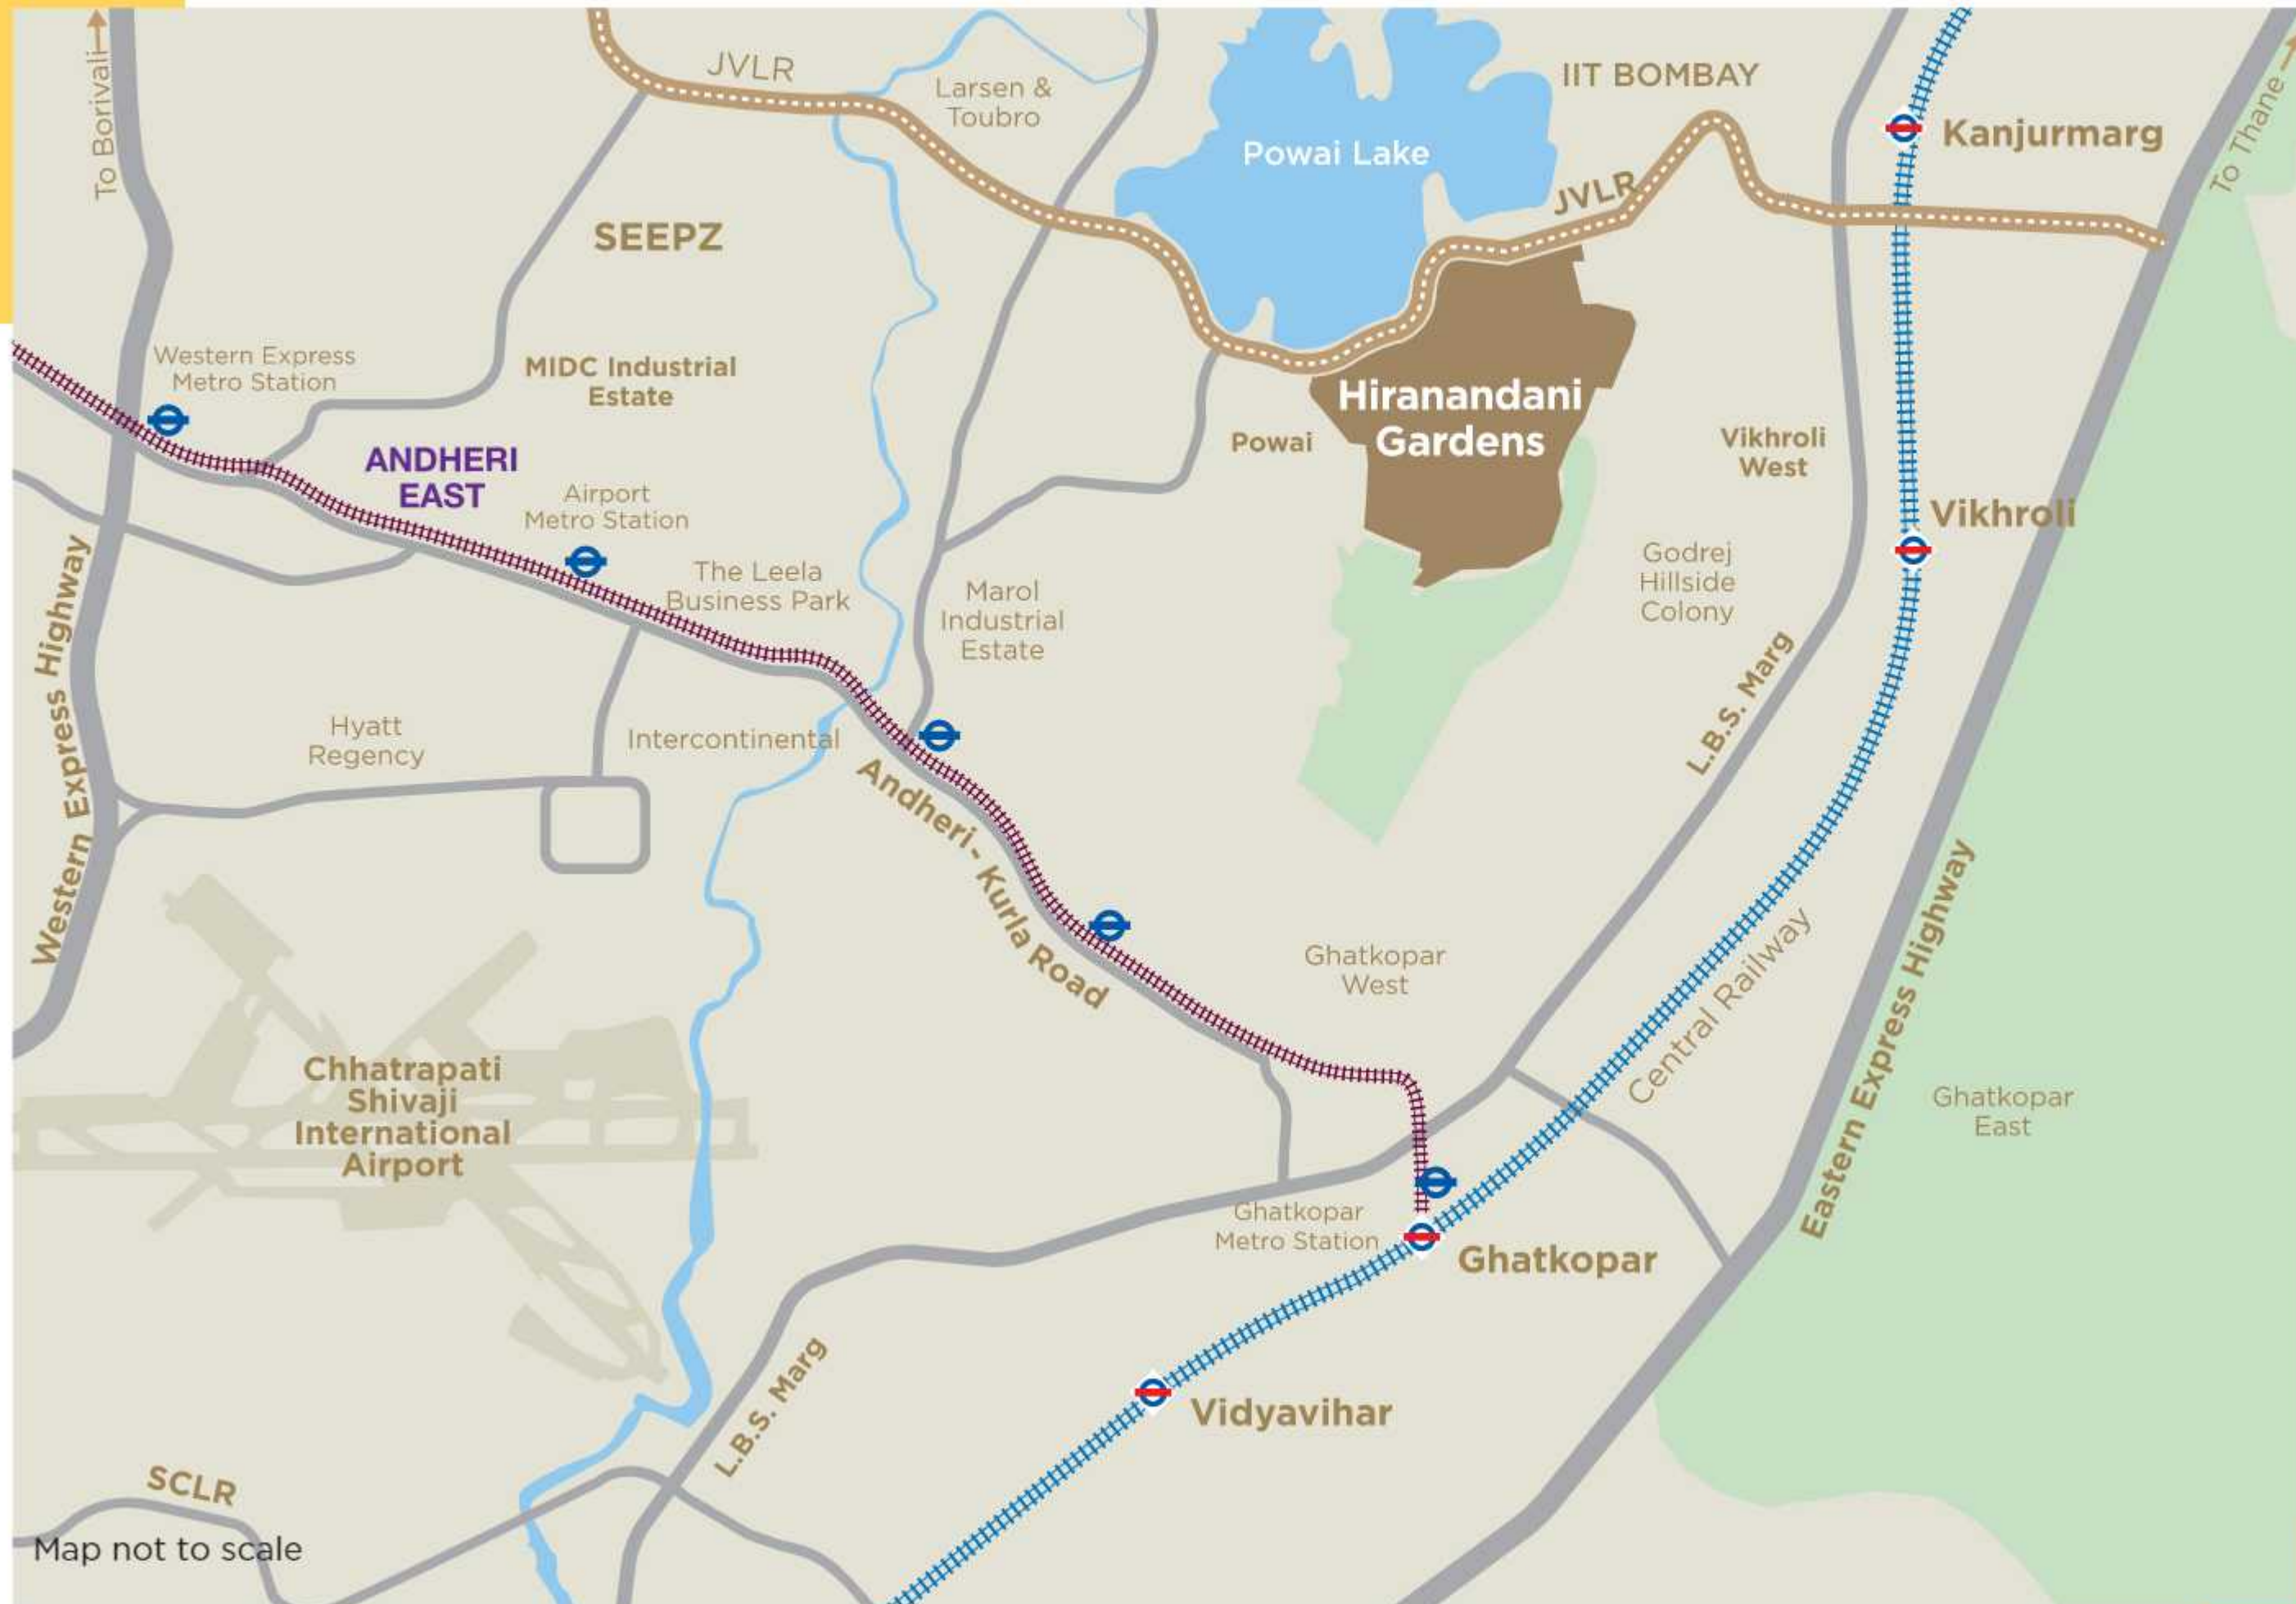 To Borivali
JVLR
Larsen &
Toubro
Powai Lake
IIT BOMBAY
Kanjurmarg
To Thane
JVLR
SEEPZ
Western Express
Metro Station
MIDC Industrial
Estate
Hiranandani
Gardens
Powai
Vikhroli
West
ANDHERI
EAST
Airport
Metro Station
Vikhroli
The Leela
Business Park
Marol
Industrial
Estate
Godrej
Hillside
Colony
Western Express Highway
L.B.S. Marg
Hyatt
Regency
Intercontinental
Andheri - Kurla Road
Ghatkopar
West
Central Railway
Eastern Express Highway
Chhatrapati
Shivaji
International
Airport
Ghatkopar
East
Ghatkopar
Metro Station
Ghatkopar
L.B.S. Marg
Vidyavihar
SCLR
Map not to scale